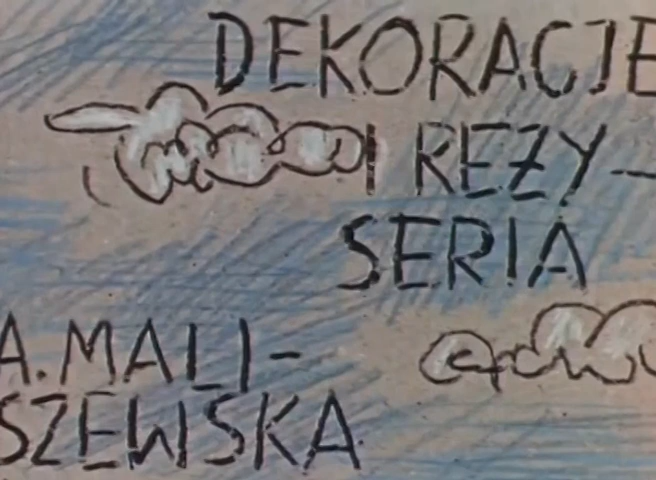 DEKORACJE
I REŻY-
SERIA
A.MALI-
SZEWSKA